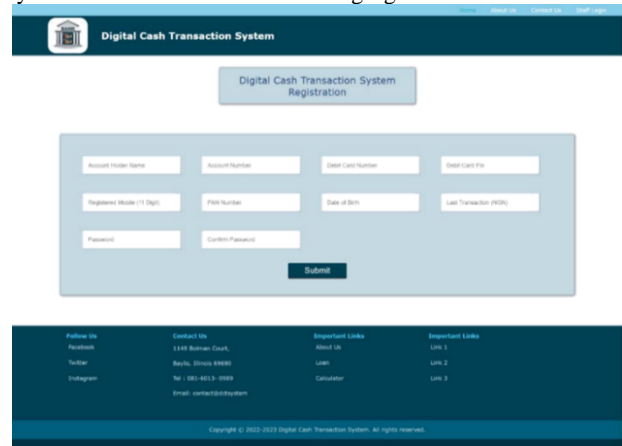 Home About Us Contact Us Staff Login
BANK
Digital Cash Transaction System
Digital Cash Transaction System
Registration
Account Holder Name Account Number Debit Card Number Debit Card Pin
Registered Mobile (11 Digit) PAN Number Date of Birth Last Transaction (NGN)
Password Confirm Password
Submit
Follow Us Contact Us Important Links Important Links
Facebook 1149 Bolman Court, About Us Link 1
Twitter Baylis, Illinois Loan Link 2
Instagram Tel : 081-6013- 0989 Calculator Link 3
Email: contact@dctsystem
Copyright © 2022-2023 Digital Cash Transaction System. All rights reserved.